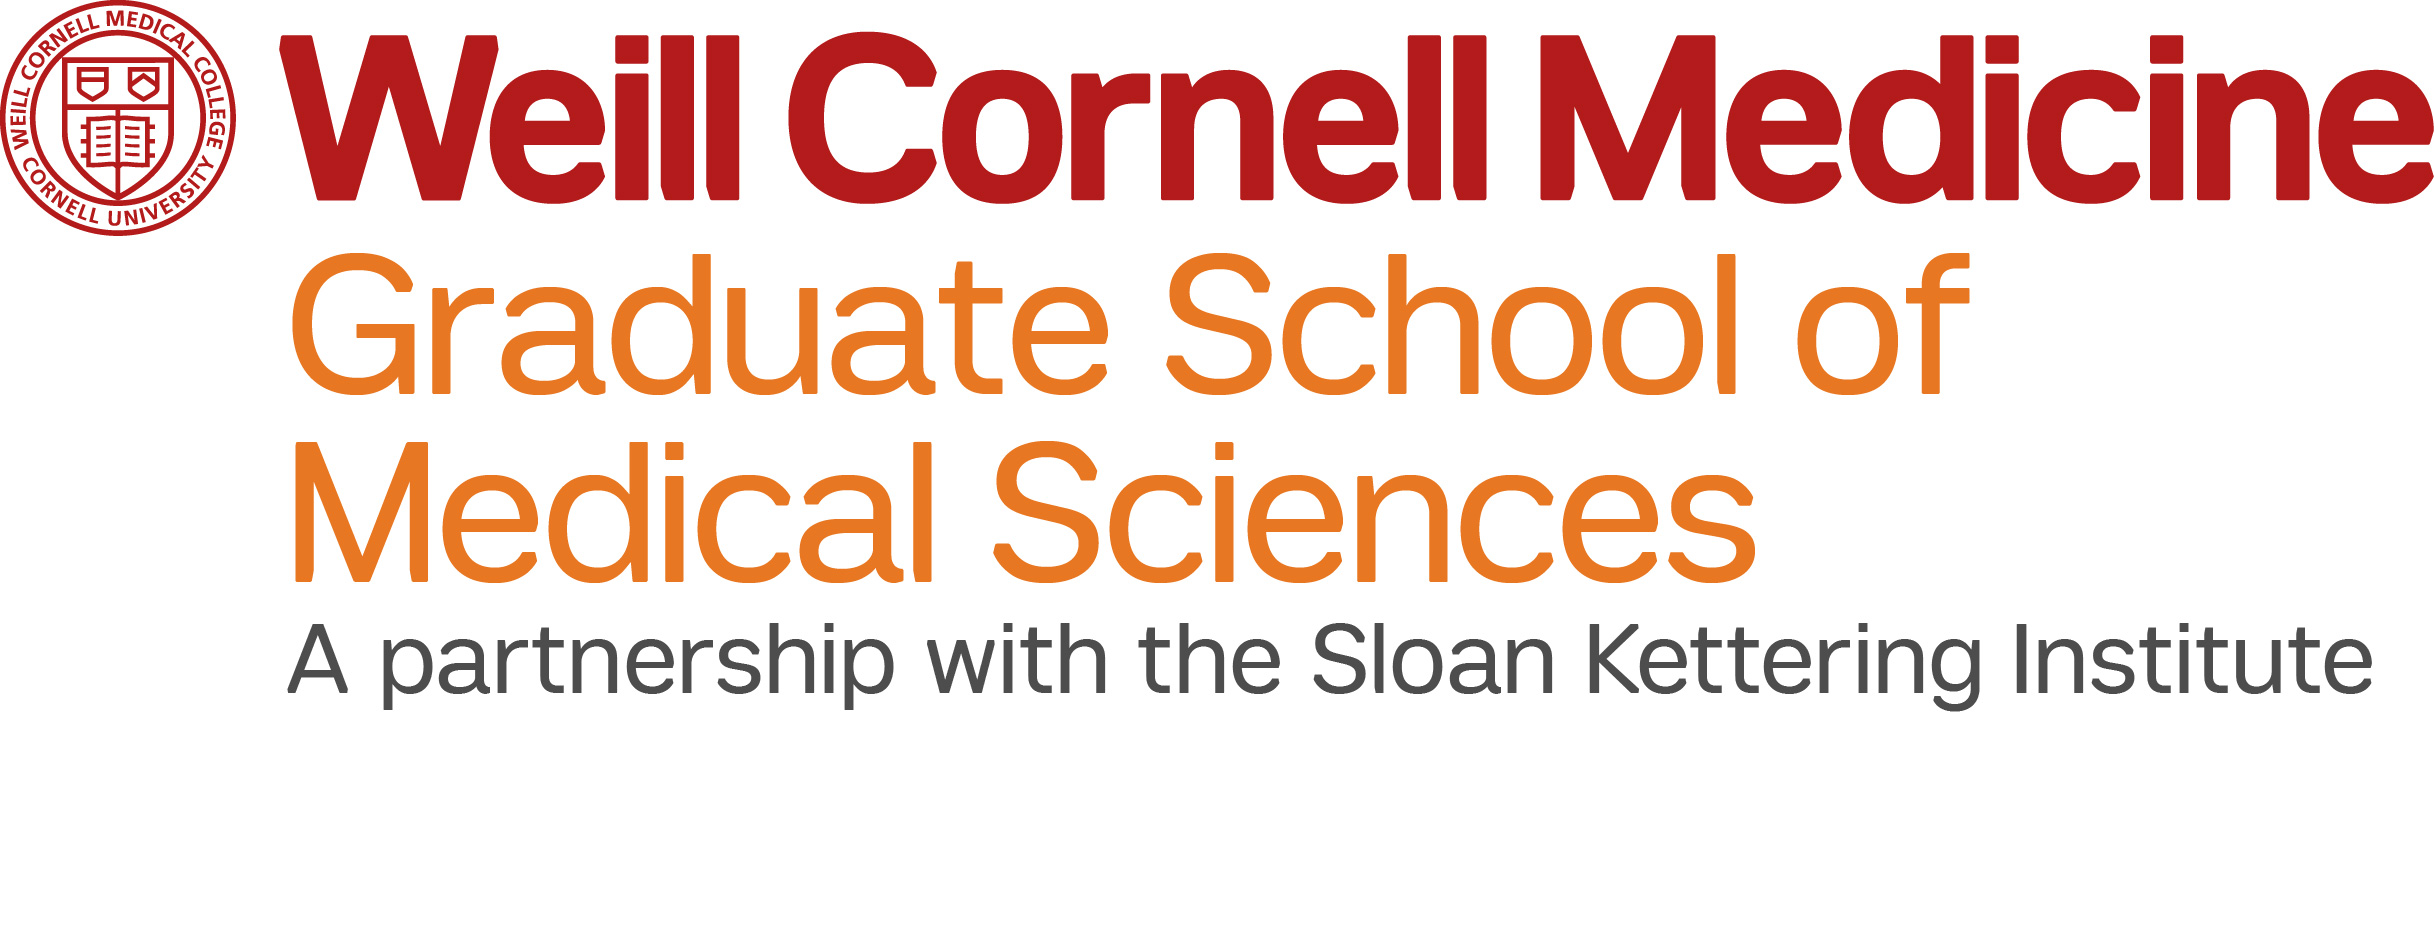 WEILL CORNELL MEDICAL COLLEGE
CORNELL UNIVERSITY
Weill Cornell Medicine
Graduate School of
Medical Sciences
A partnership with the Sloan Kettering Institute